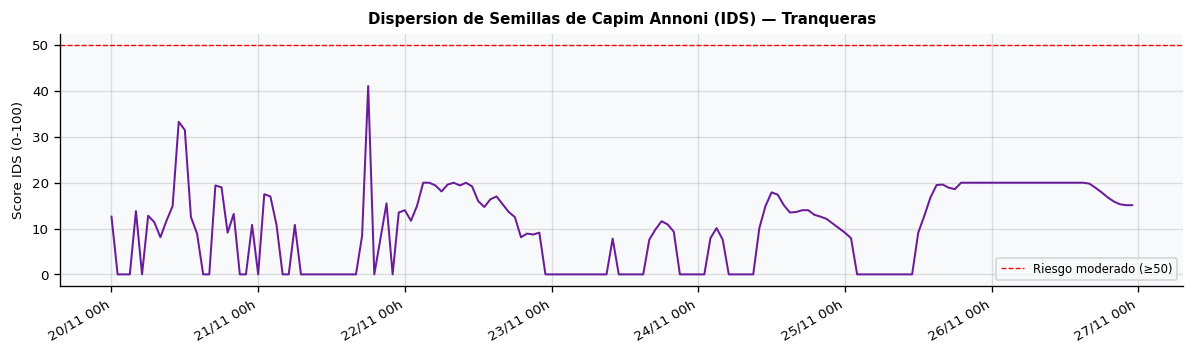 Dispersion de Semillas de Capim Annoni (IDS) — Tranqueras
Score IDS (0-100)
50
40
30
20
10
0
Riesgo moderado (≥50)
20/11 00h
21/11 00h
22/11 00h
23/11 00h
24/11 00h
25/11 00h
26/11 00h
27/11 00h